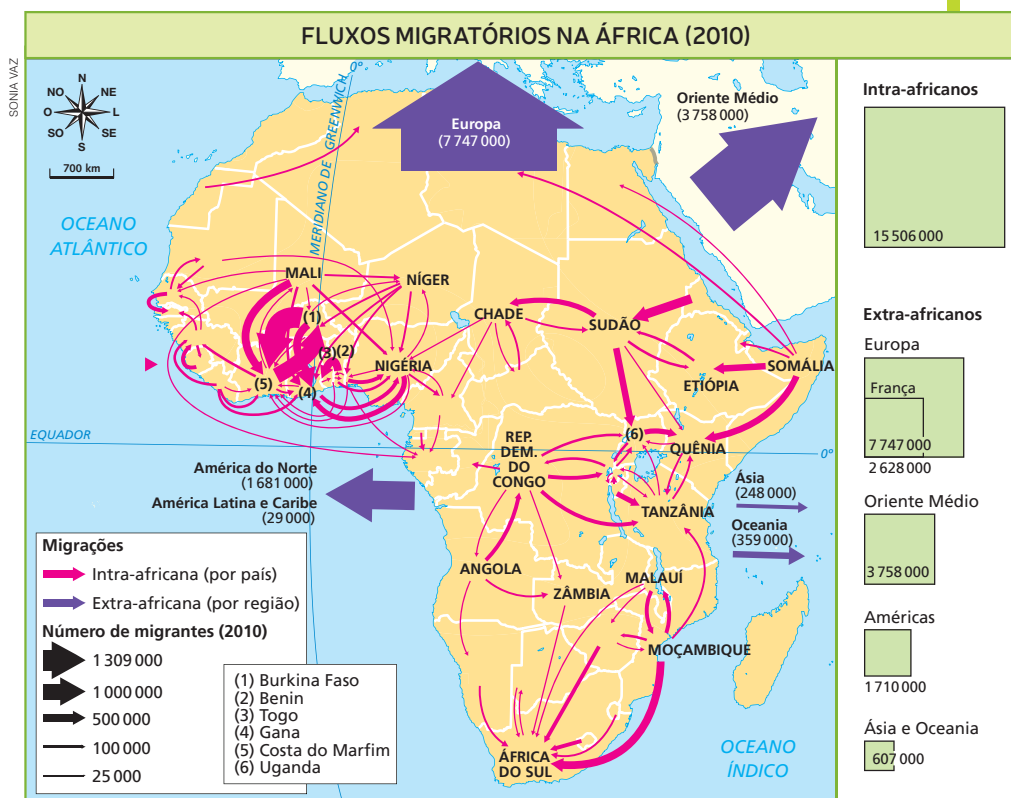 FLUXOS MIGRATÓRIOS NA ÁFRICA (2010)
SONIA VAZ
N
NO
NE
O
L
SO
SE
S
700 km
OCEANO
ATLÂNTICO
MERIDIANO DE GREENWICH
0°
Europa
(7 747 000)
Oriente Médio
(3 758 000)
MALI
NÍGER
CHADE
SUDÃO
(1)
(3)
(2)
NIGÉRIA
(5)
(4)
ETIÓPIA
SOMÁLIA
EQUADOR
0°
(6)
QUÊNIA
REP.
DEM.
DO
CONGO
TANZÂNIA
América do Norte
(1 681 000)
América Latina e Caribe
(29 000)
Ásia
(248 000)
Oceania
(359 000)
ANGOLA
ZÂMBIA
MALAUÍ
MOÇAMBIQUE
ÁFRICA
DO SUL
OCEANO
ÍNDICO
Migrações
Intra-africana (por país)
Extra-africana (por região)
Número de migrantes (2010)
1 309 000
1 000 000
500 000
100 000
25 000
(1) Burkina Faso
(2) Benin
(3) Togo
(4) Gana
(5) Costa do Marfim
(6) Uganda
Intra-africanos
15 506 000
Extra-africanos
Europa
França
7 747 000
2 628 000
Oriente Médio
3 758 000
Américas
1 710 000
Ásia e Oceania
607 000